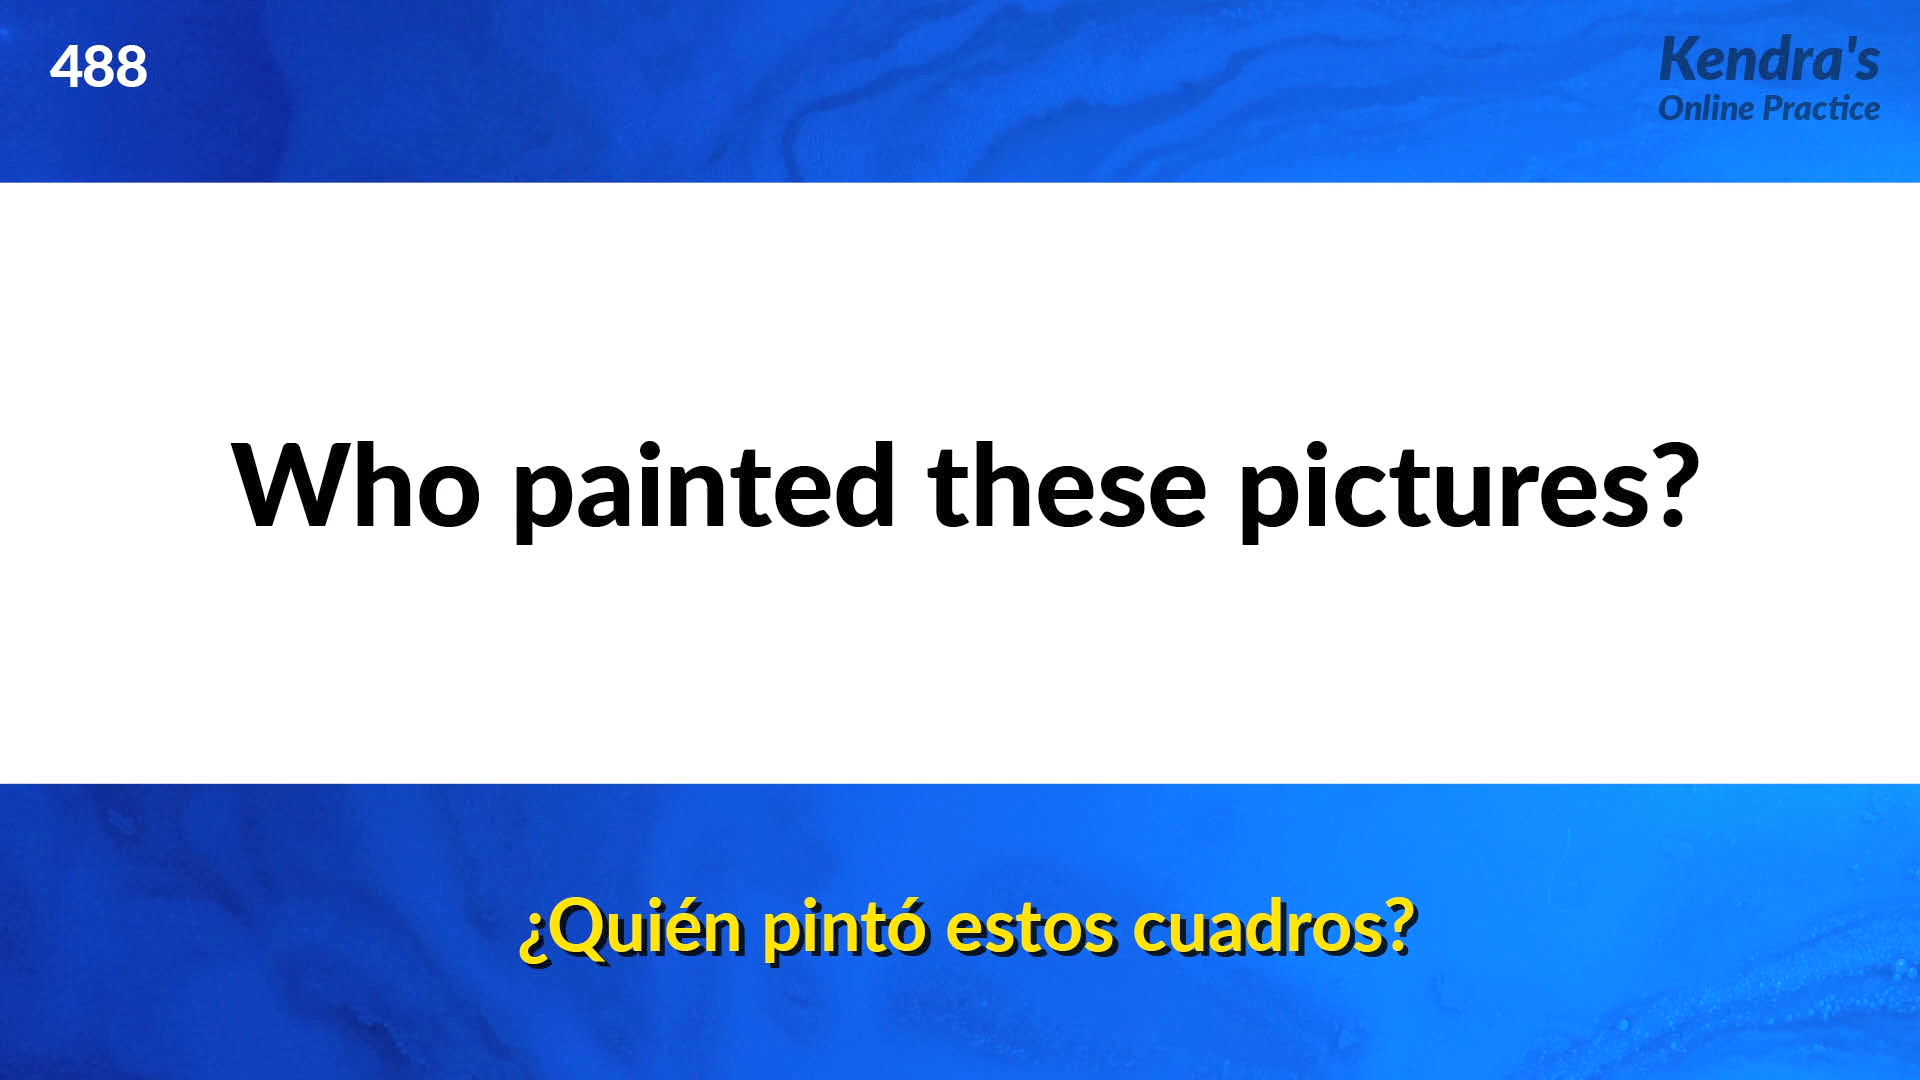 488
Kendra's
Online Practice
Who painted these pictures?
¿Quién pintó estos cuadros?